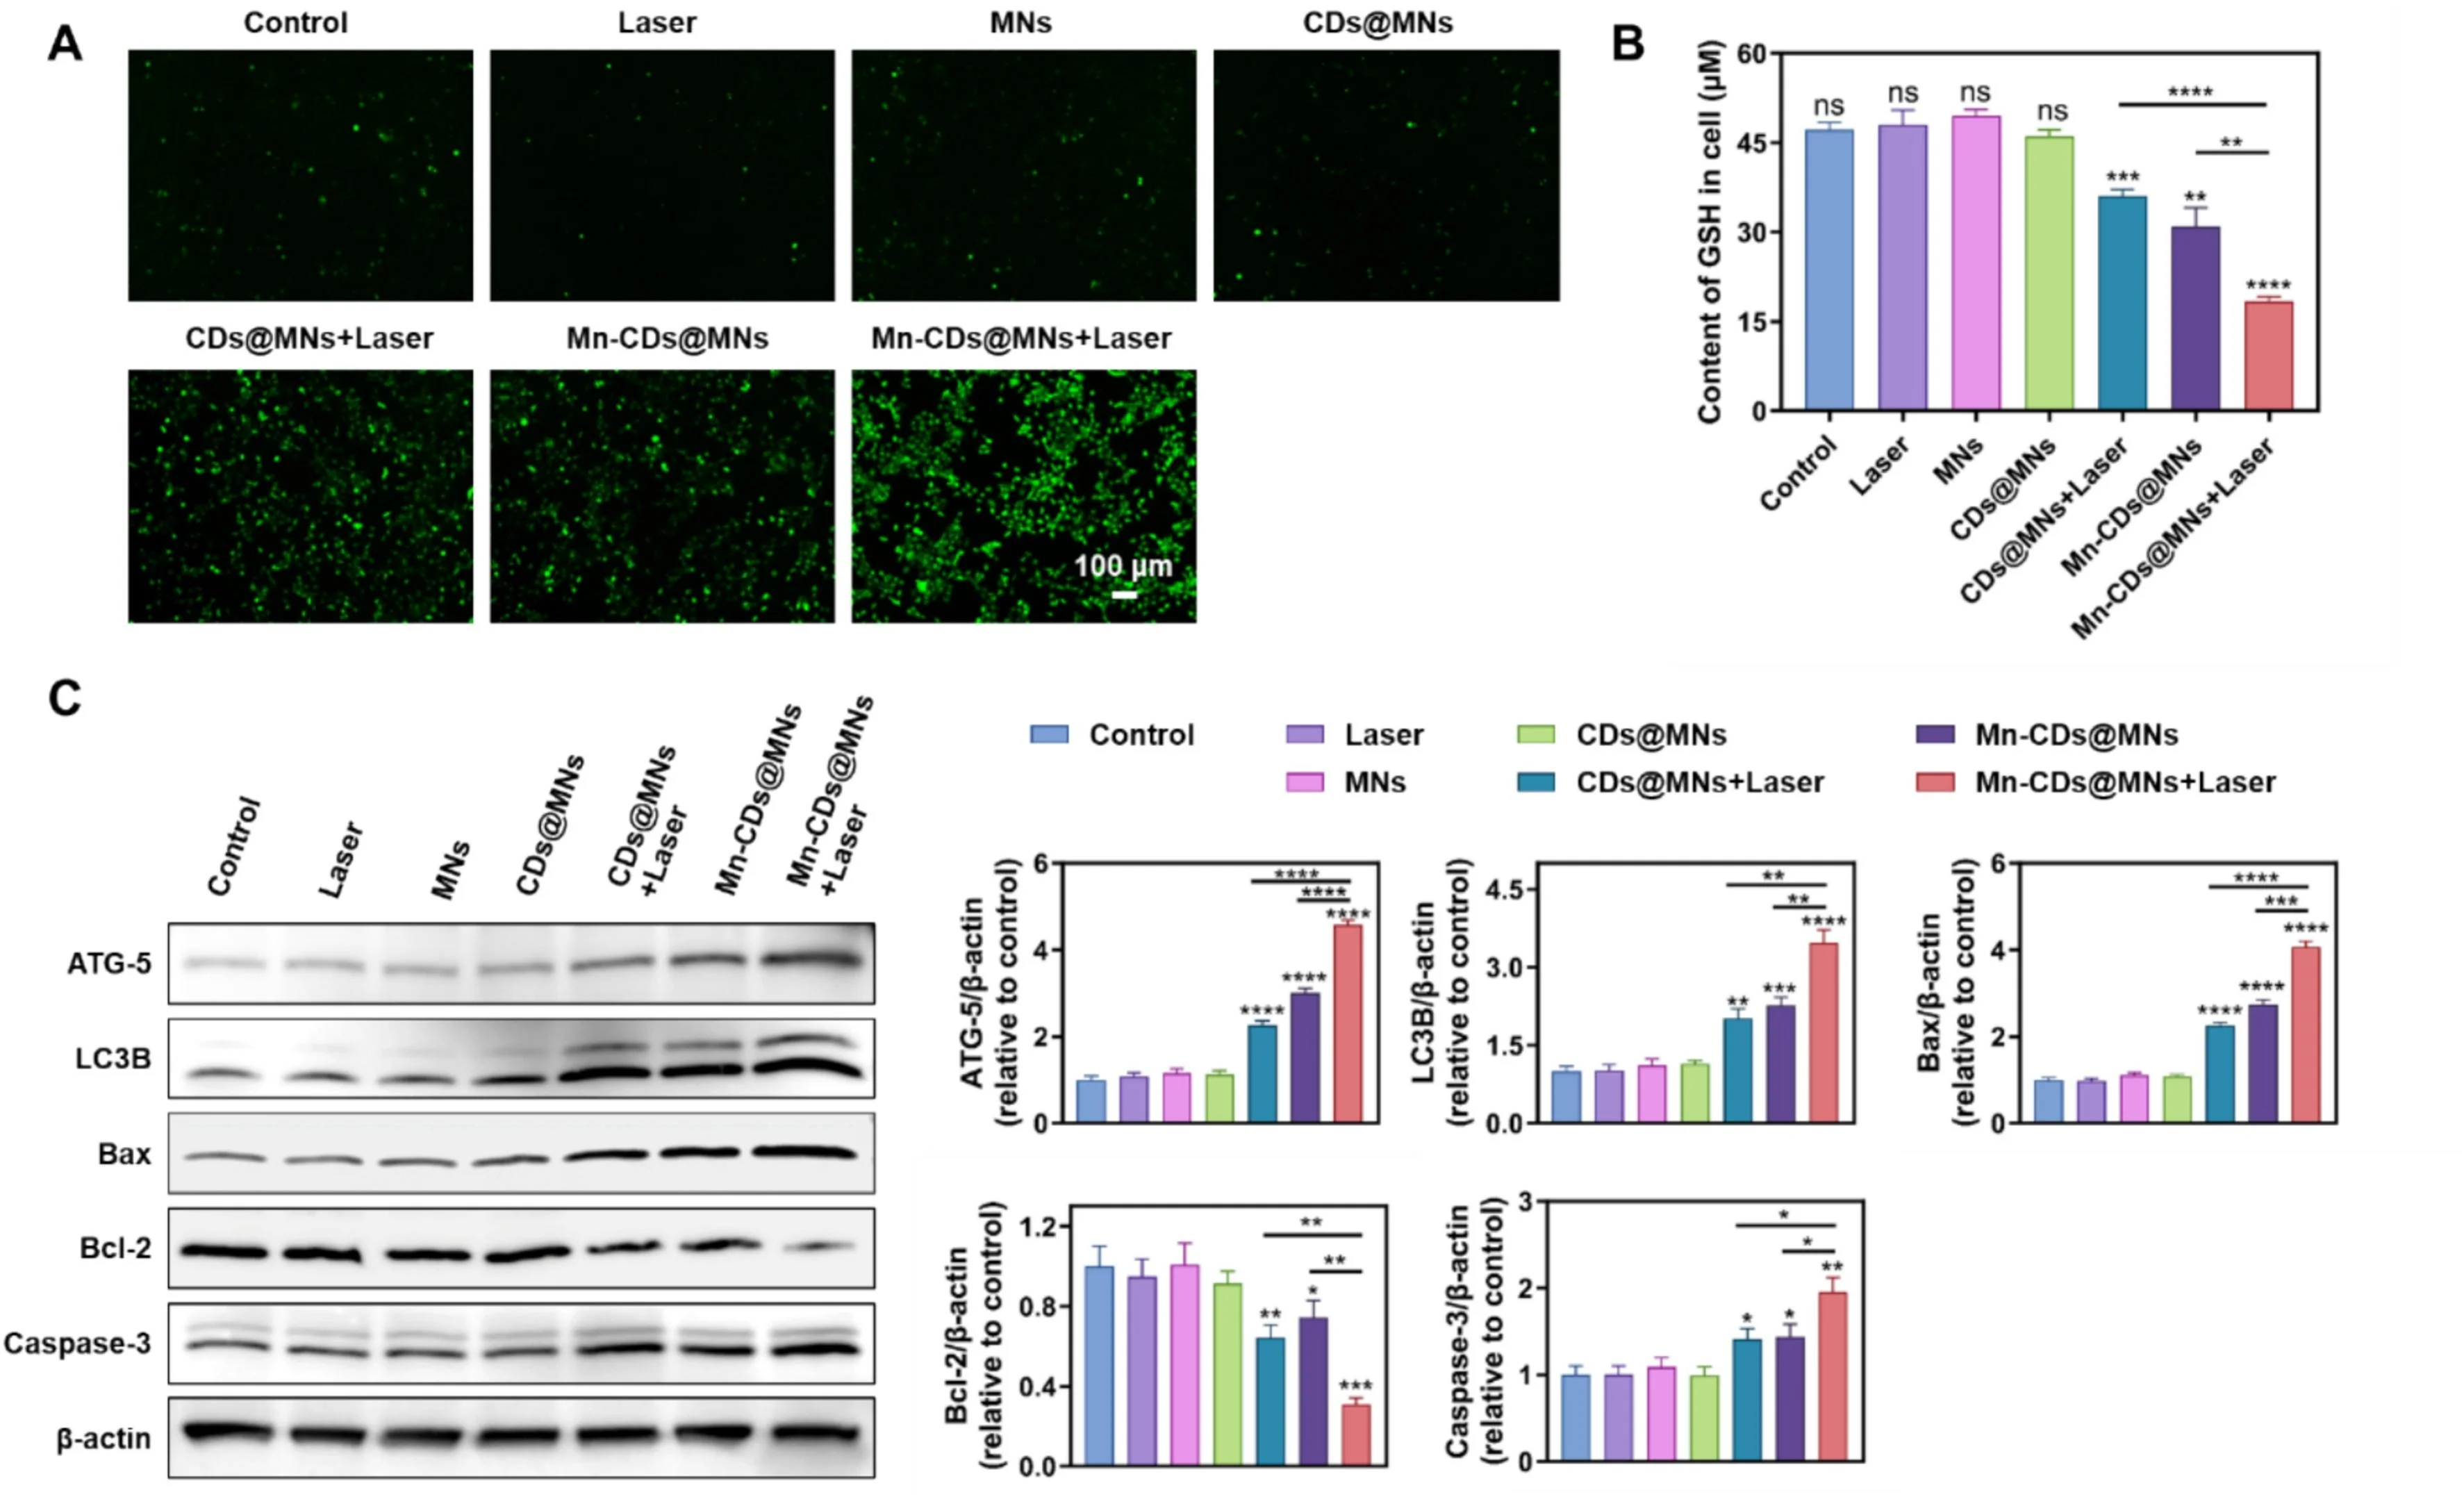 A
Control
Laser
MNs
CDs@MNs
CDs@MNs+Laser
Mn-CDs@MNs
Mn-CDs@MNs+Laser
100 μm
B
Content of GSH in cell (μM)
60
45
30
15
0
ns
ns
ns
ns
***
**
****
****
**
Control
Laser
MNs
CDs@MNs
CDs@MNs+Laser
Mn-CDs@MNs
Mn-CDs@MNs+Laser
C
Control
Laser
MNs
CDs@MNs
CDs@MNs
+Laser
Mn-CDs@MNs
Mn-CDs@MNs
+Laser
ATG-5
LC3B
Bax
Bcl-2
Caspase-3
β-actin
Control
Laser
CDs@MNs
Mn-CDs@MNs
MNs
CDs@MNs+Laser
Mn-CDs@MNs+Laser
ATG-5/β-actin
(relative to control)
6
4
2
0
****
****
****
****
****
LC3B/β-actin
(relative to control)
4.5
3.0
1.5
0.0
**
**
****
***
**
Bax/β-actin
(relative to control)
6
4
2
0
****
***
****
****
****
Bcl-2/β-actin
(relative to control)
1.2
0.8
0.4
0.0
**
**
*
**
***
Caspase-3/β-actin
(relative to control)
3
2
1
0
*
*
**
*
*